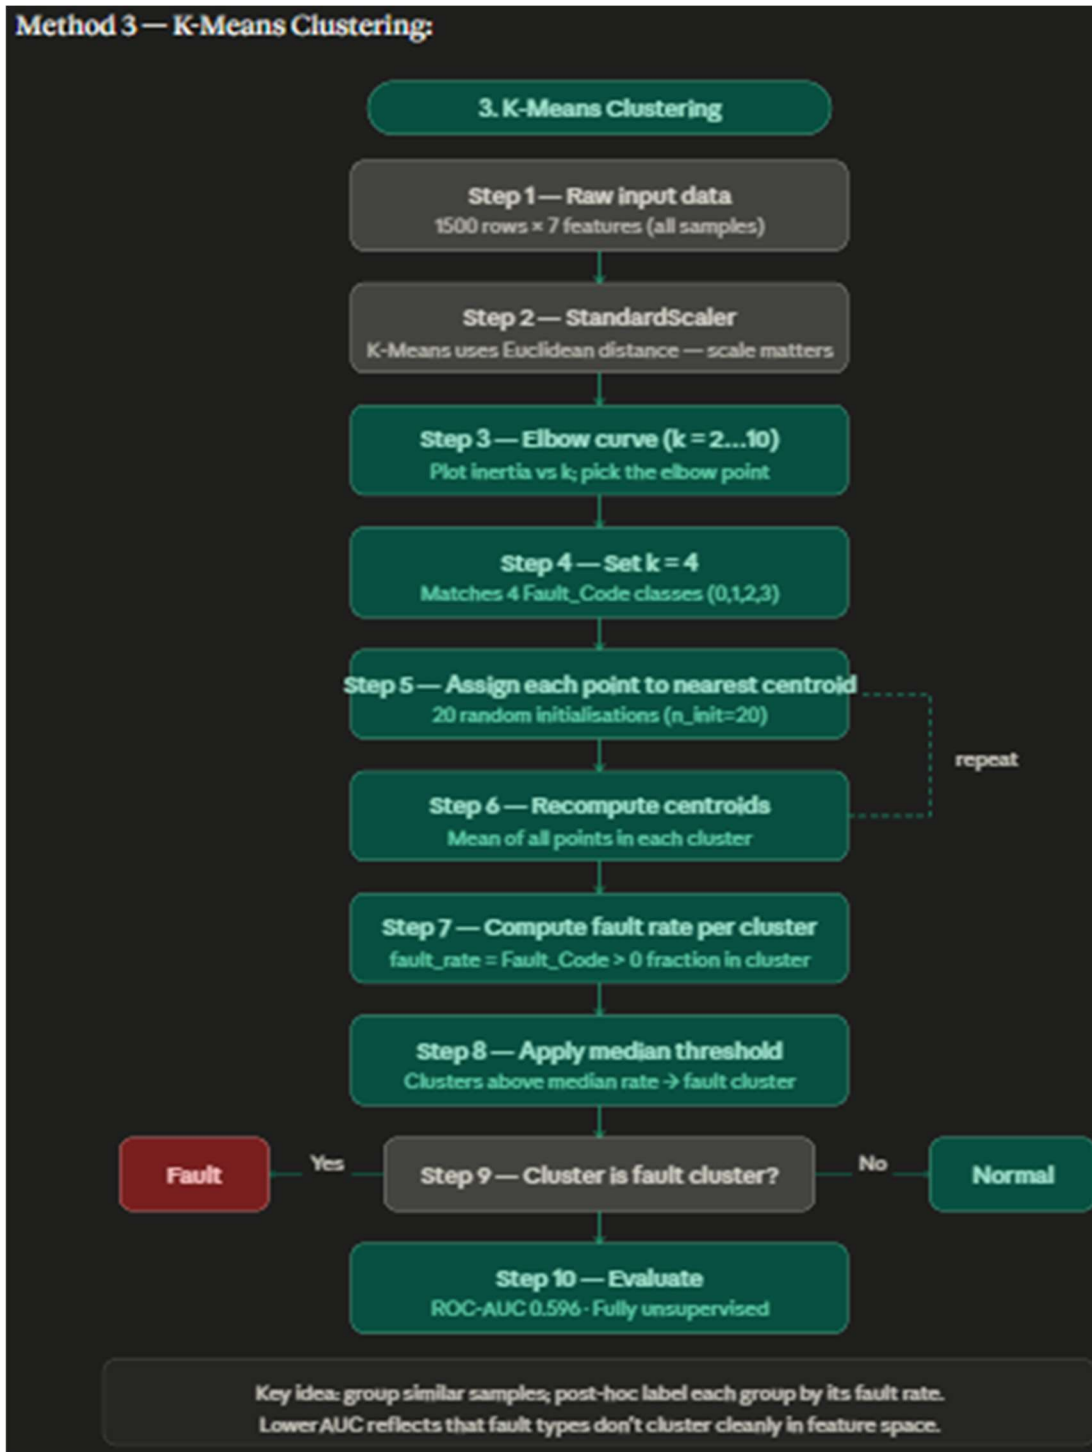 Method 3 — K-Means Clustering:
3. K-Means Clustering
Step 1 — Raw input data
1500 rows × 7 features (all samples)
Step 2 — StandardScaler
K-Means uses Euclidean distance — scale matters
Step 3 — Elbow curve (k = 2...10)
Plot inertia vs k; pick the elbow point
Step 4 — Set k = 4
Matches 4 Fault_Code classes (0,1,2,3)
Step 5 — Assign each point to nearest centroid
20 random initialisations (n_init=20)
repeat
Step 6 — Recompute centroids
Mean of all points in each cluster
Step 7 — Compute fault rate per cluster
fault_rate = Fault_Code > 0 fraction in cluster
Step 8 — Apply median threshold
Clusters above median rate → fault cluster
Fault
Yes
Step 9 — Cluster is fault cluster?
No
Normal
Step 10 — Evaluate
ROC-AUC 0.596 · Fully unsupervised
Key idea: group similar samples; post-hoc label each group by its fault rate.
Lower AUC reflects that fault types don't cluster cleanly in feature space.